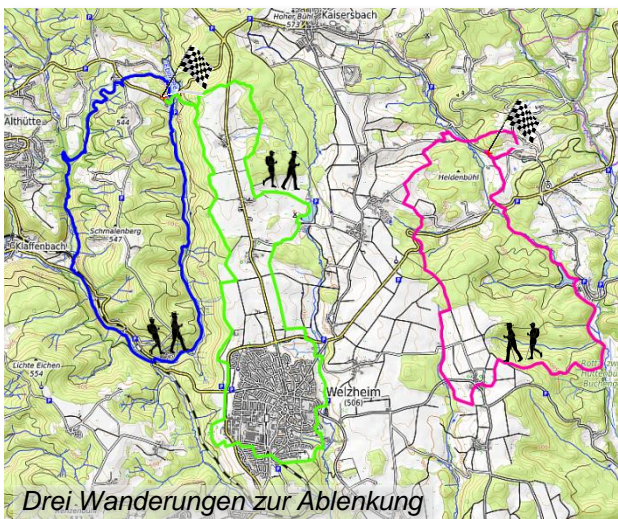 Hoher Bühl
573
Kaisersbach
Althütte
544
Heidenbühl
Schmalenberg
547
Klaffenbach
Lichte Eichen
554
Welzheim
(506)
Drei Wanderungen zur Ablenkung